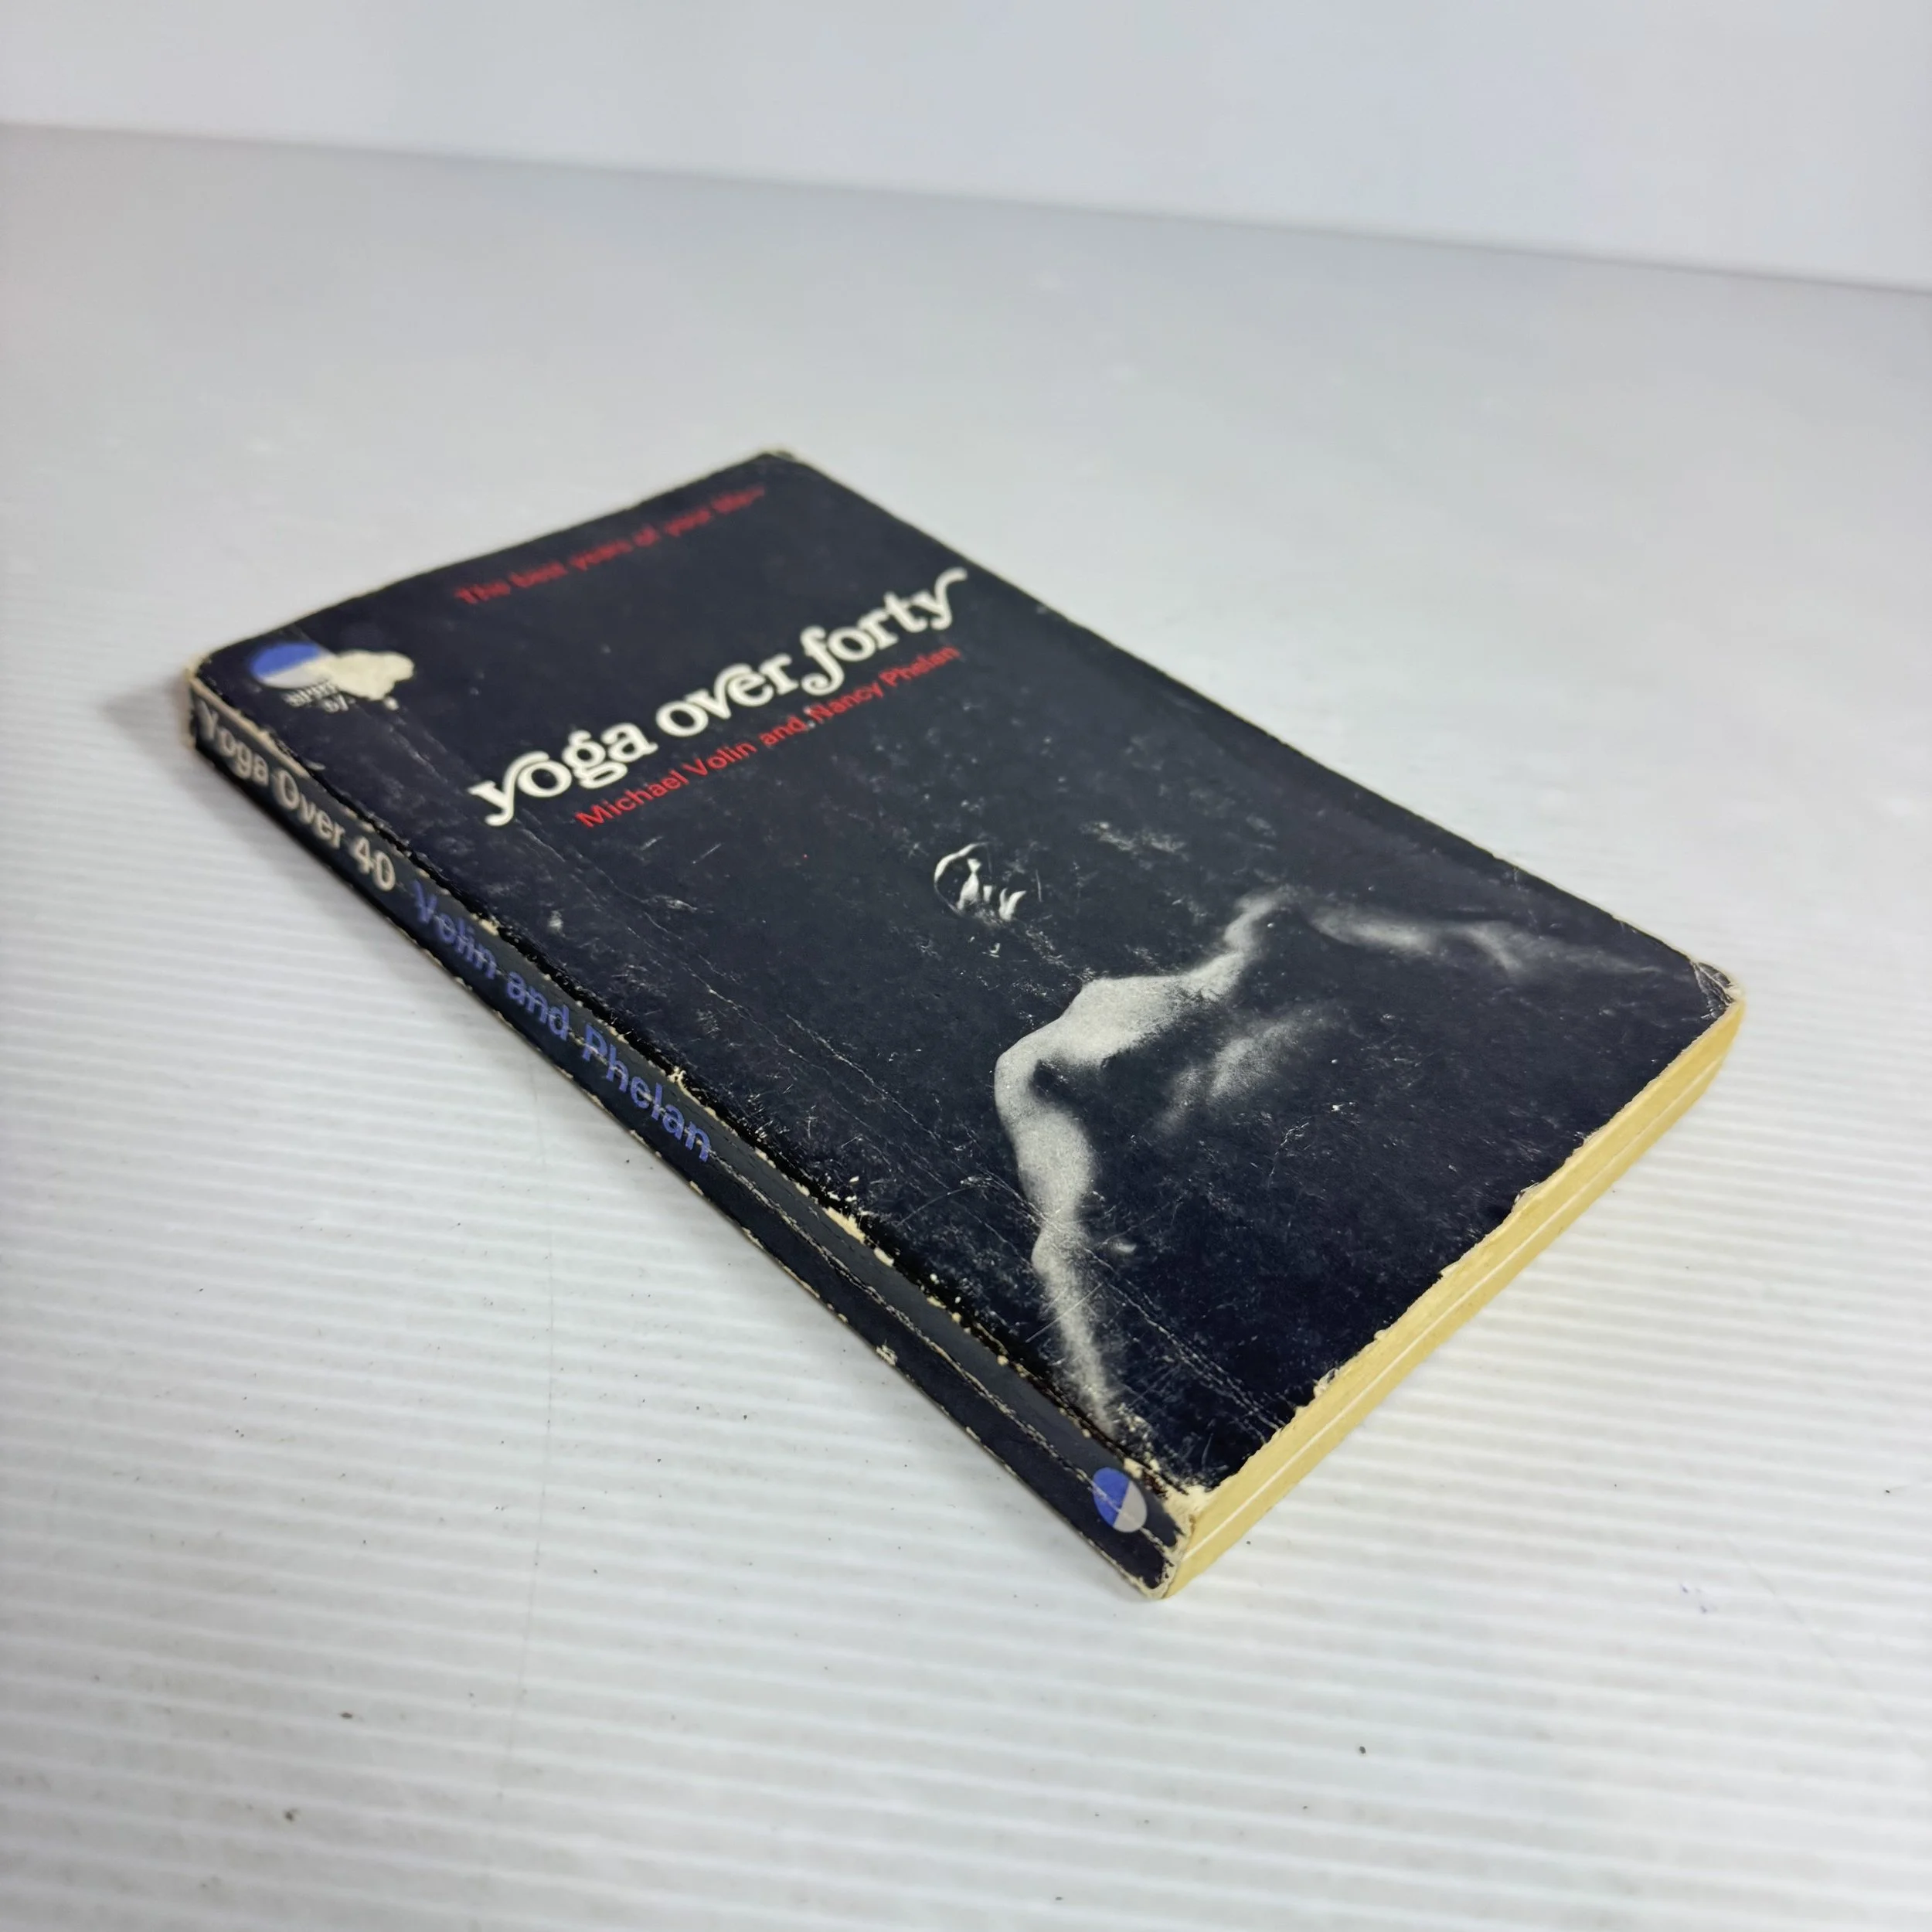 The best years of your life—
yoga over forty
Michael Volin and Nancy Phelan
Yoga Over 40 Volin and Phelan